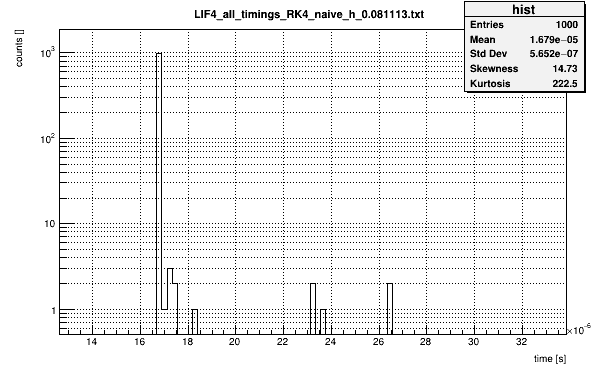 LIF4_all_timings_RK4_naive_h_0.081113.txt
hist
Entries 1000
Mean 1.679e−05
Std Dev 5.652e−07
Skewness 14.73
Kurtosis 222.5
counts []
10³
10²
10
1
14 16 18 20 22 24 26 28 30 32
×10⁻⁶
time [s]